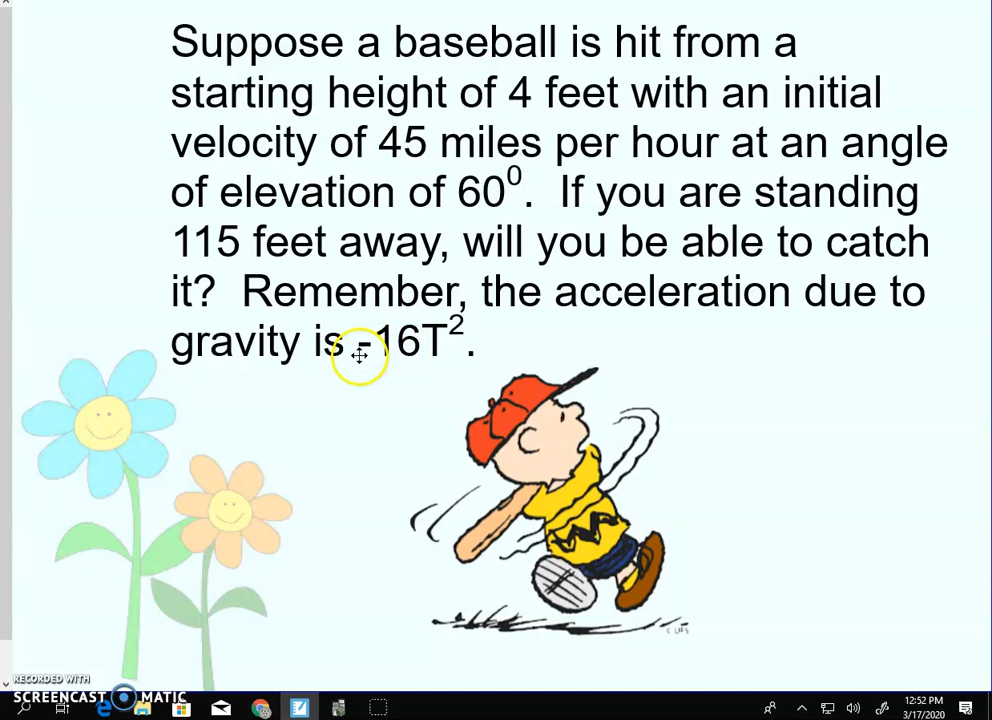 Suppose a baseball is hit from a
starting height of 4 feet with an initial
velocity of 45 miles per hour at an angle
of elevation of 60⁰. If you are standing
115 feet away, will you be able to catch
it? Remember, the acceleration due to
gravity is -16T².
RECORDED WITH
SCREENCAST MATIC
12:52 PM
3/17/2020